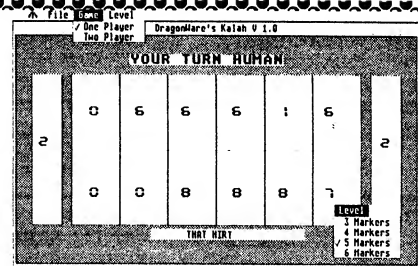 File Game Level
✓ One Player
Two Player
DragonWare's Kalah V 1.0
YOUR TURN HUMAN
0 6 6 6 1 6
2 2
0 0 8 8 8 7
THAT HIRT
Level
3 Markers
4 Markers
✓ 5 Markers
6 Markers